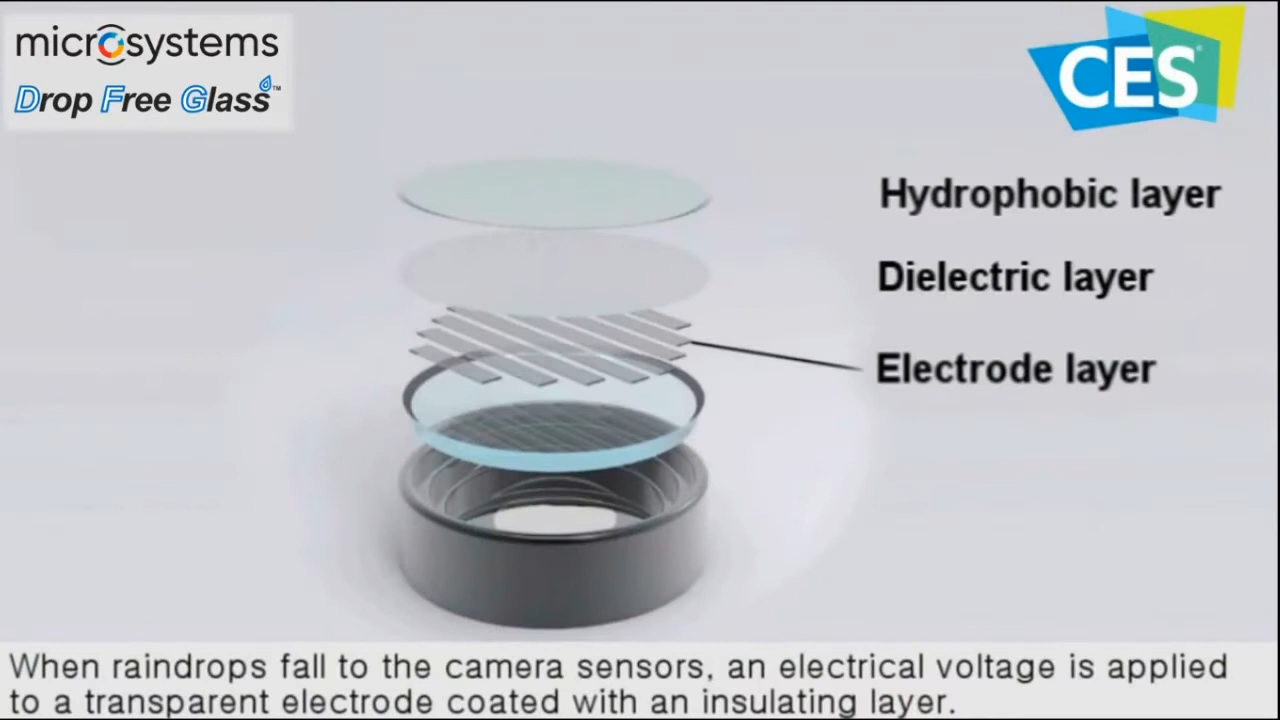 microsystems
Drop Free Glass™
CES®
Hydrophobic layer
Dielectric layer
Electrode layer
When raindrops fall to the camera sensors, an electrical voltage is applied
to a transparent electrode coated with an insulating layer.